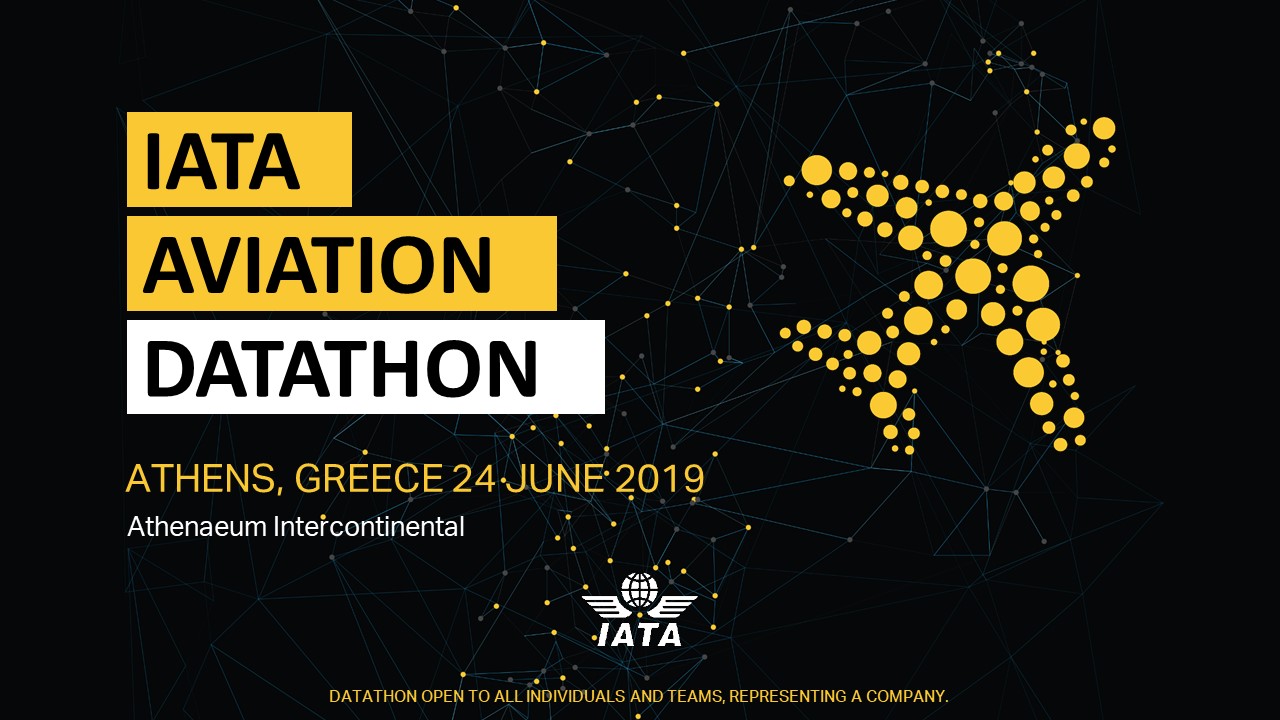 IATA
AVIATION
DATATHON
ATHENS, GREECE 24 JUNE 2019
Athenaeum Intercontinental
IATA
DATATHON OPEN TO ALL INDIVIDUALS AND TEAMS, REPRESENTING A COMPANY.